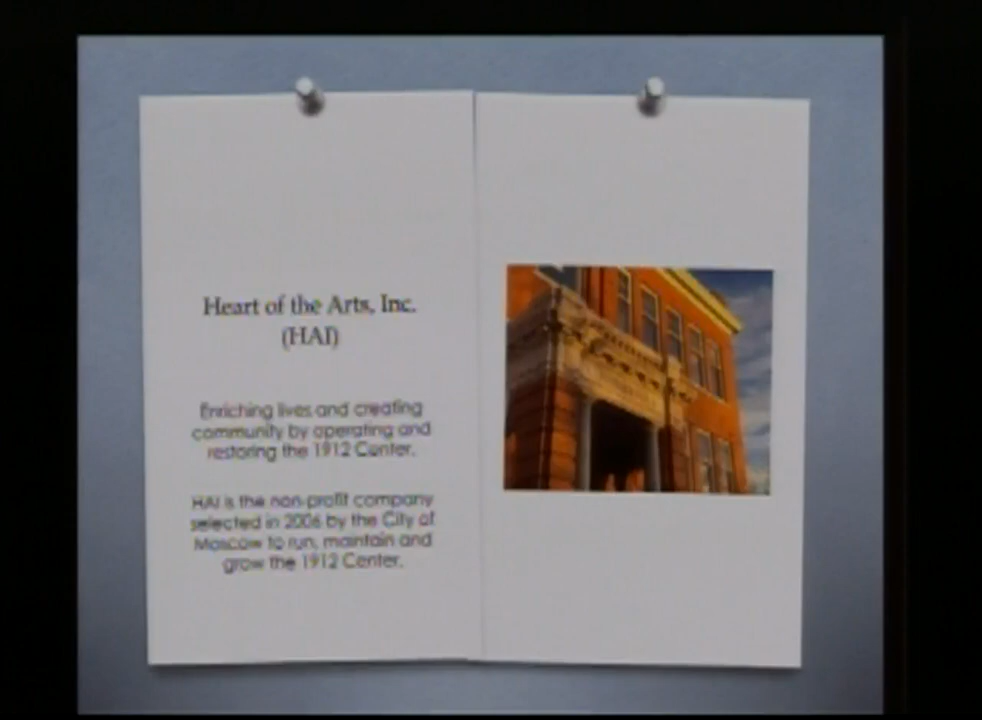 Heart of the Arts, Inc.
(HAI)
Enriching lives and creating
community by operating and
restoring the 1912 Center.
HAI is the non-profit company
selected in 2006 by the City of
Moscow to run, maintain and
grow the 1912 Center.